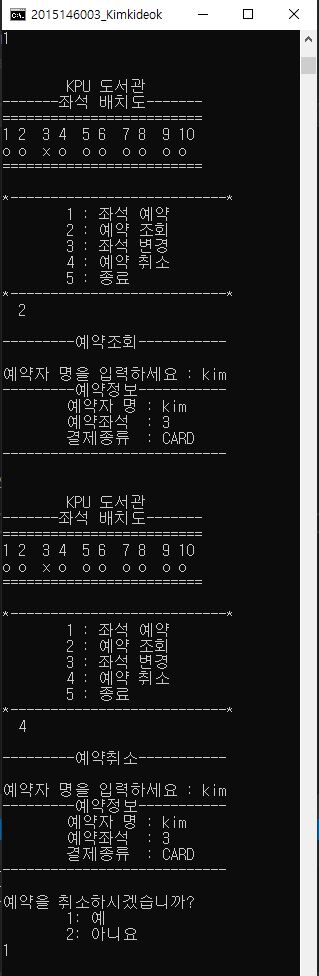 2015146003_Kimkideok
1
KPU 도서관
-------좌석 배치도-------
=========================
1 2  3 4  5 6  7 8  9 10
o o  x o  o o  o o  o o
=========================
*---------------------------*
1 : 좌석 예약
2 : 예약 조회
3 : 좌석 변경
4 : 예약 취소
5 : 종료
*---------------------------*
2
---------예약조회-----------
예약자 명을 입력하세요 : kim
---------예약정보-----------
예약자 명 : kim
예약좌석  : 3
결제종류  : CARD
----------------------------
KPU 도서관
-------좌석 배치도-------
=========================
1 2  3 4  5 6  7 8  9 10
o o  x o  o o  o o  o o
=========================
*---------------------------*
1 : 좌석 예약
2 : 예약 조회
3 : 좌석 변경
4 : 예약 취소
5 : 종료
*---------------------------*
4
---------예약취소-----------
예약자 명을 입력하세요 : kim
---------예약정보-----------
예약자 명 : kim
예약좌석  : 3
결제종류  : CARD
----------------------------
예약을 취소하시겠습니까?
1: 예
2: 아니요
1